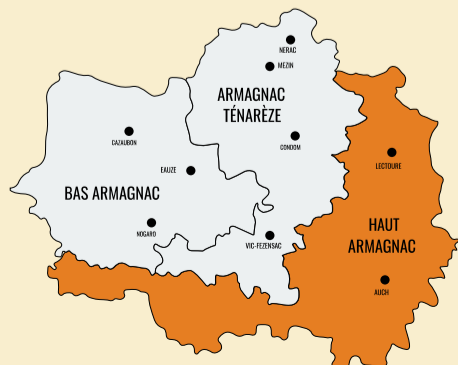 NERAC
MEZIN
ARMAGNAC
TÉNARÈZE
CAZAUBON
CONDOM
LECTOURE
EAUZE
BAS ARMAGNAC
NOGARO
HAUT
ARMAGNAC
VIC-FEZENSAC
AUCH